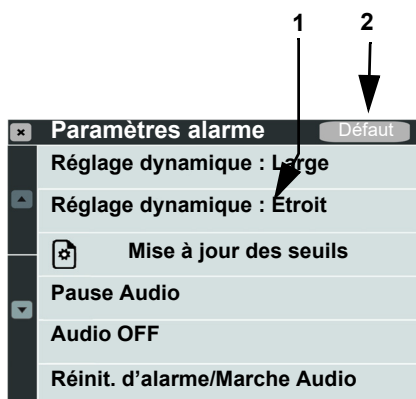 1 2
Paramètres alarme Défaut
Réglage dynamique : Large
Réglage dynamique : Etroit
Mise à jour des seuils
Pause Audio
Audio OFF
Réinit. d'alarme/Marche Audio